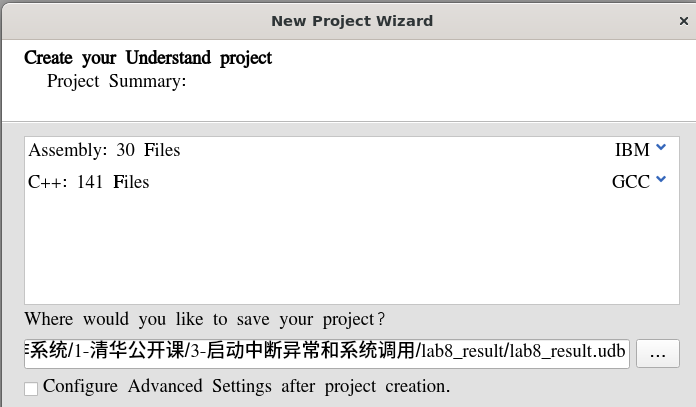 New Project Wizard
Create your Understand project
Project Summary:
Assembly: 30 Files IBM
C++: 141 Files GCC
Where would you like to save your project?
系统/1-清华公开课/3-启动中断异常和系统调用/lab8_result/lab8_result.udb ...
Configure Advanced Settings after project creation.